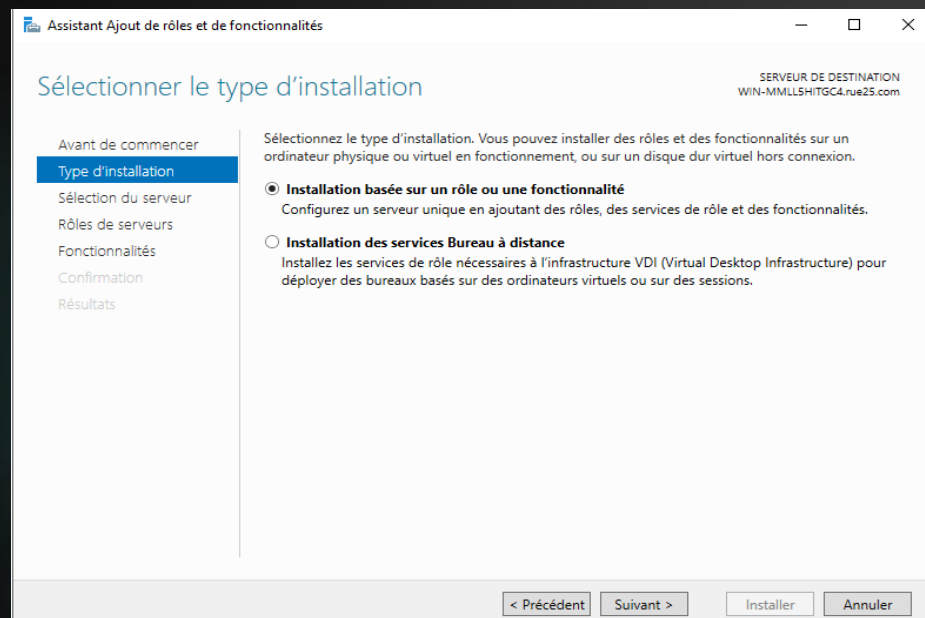 Assistant Ajout de rôles et de fonctionnalités
Sélectionner le type d'installation
SERVEUR DE DESTINATION
WIN-MMLL5HITGC4.rue25.com
Avant de commencer
Type d'installation
Sélection du serveur
Rôles de serveurs
Fonctionnalités
Confirmation
Résultats
Sélectionnez le type d'installation. Vous pouvez installer des rôles et des fonctionnalités sur un
ordinateur physique ou virtuel en fonctionnement, ou sur un disque dur virtuel hors connexion.
Installation basée sur un rôle ou une fonctionnalité
Configurez un serveur unique en ajoutant des rôles, des services de rôle et des fonctionnalités.
Installation des services Bureau à distance
Installez les services de rôle nécessaires à l'infrastructure VDI (Virtual Desktop Infrastructure) pour
déployer des bureaux basés sur des ordinateurs virtuels ou sur des sessions.
< Précédent
Suivant >
Installer
Annuler